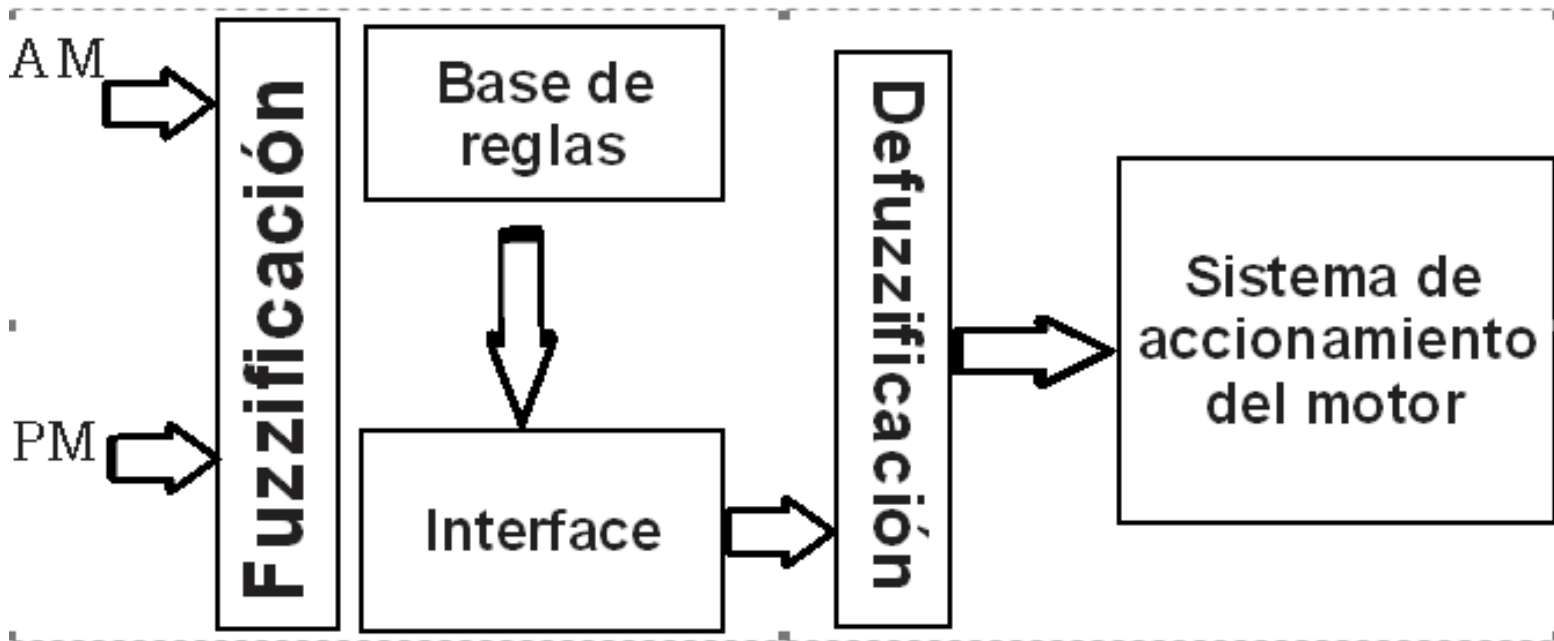 AM
PM
Fuzzificación
Base de
reglas
Interface
Defuzzificación
Sistema de
accionamiento
del motor